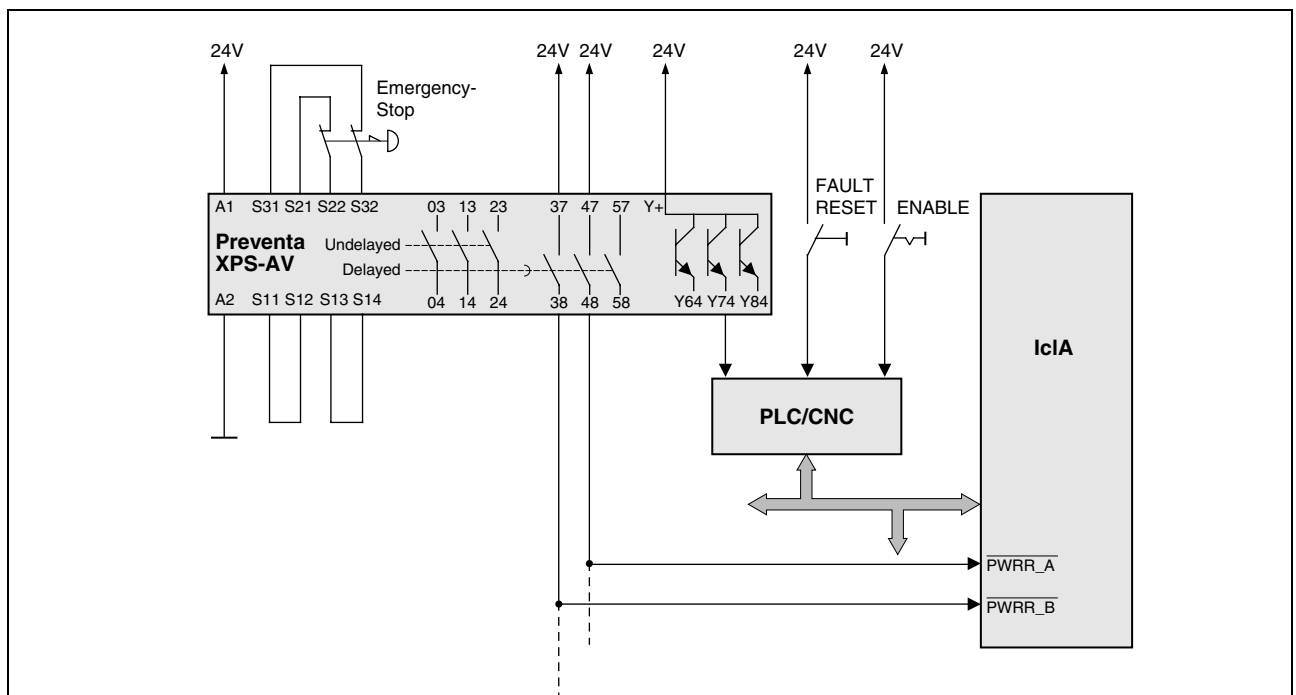 24V 24V 24V 24V 24V 24V
Emergency-
Stop
FAULT
RESET ENABLE
A1 S31 S21 S22 S32 03 13 23 37 47 57 Y+
Preventa
XPS-AV
Undelayed
Delayed
A2 S11 S12 S13 S14 04 14 24 38 48 58 Y64 Y74 Y84
IclA
PLC/CNC
PWRR_A
PWRR_B